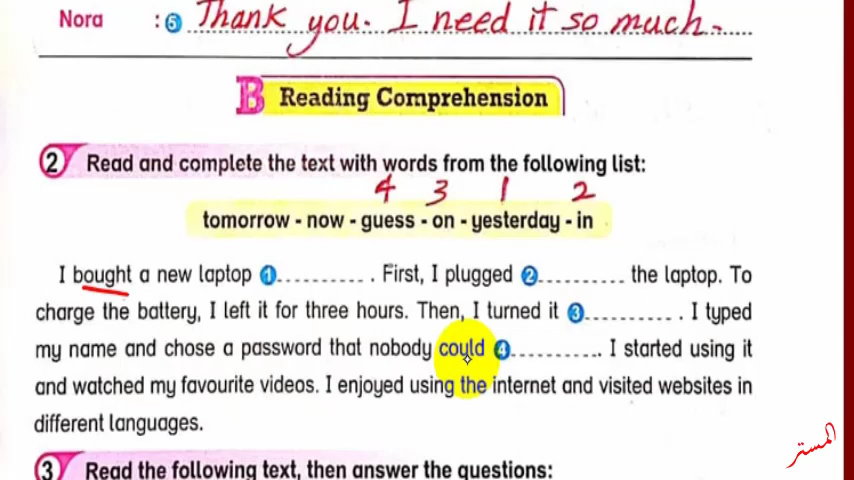 Nora : 5 Thank you. I need it so much.
B Reading Comprehension
2 Read and complete the text with words from the following list:
4 3 1 2
tomorrow - now - guess - on - yesterday - in
I bought a new laptop 1 .......... . First, I plugged 2 .......... the laptop. To
charge the battery, I left it for three hours. Then, I turned it 3 .......... . I typed
my name and chose a password that nobody could 4 .......... . I started using it
and watched my favourite videos. I enjoyed using the internet and visited websites in
different languages.
المستر
3 Read the following text, then answer the questions: